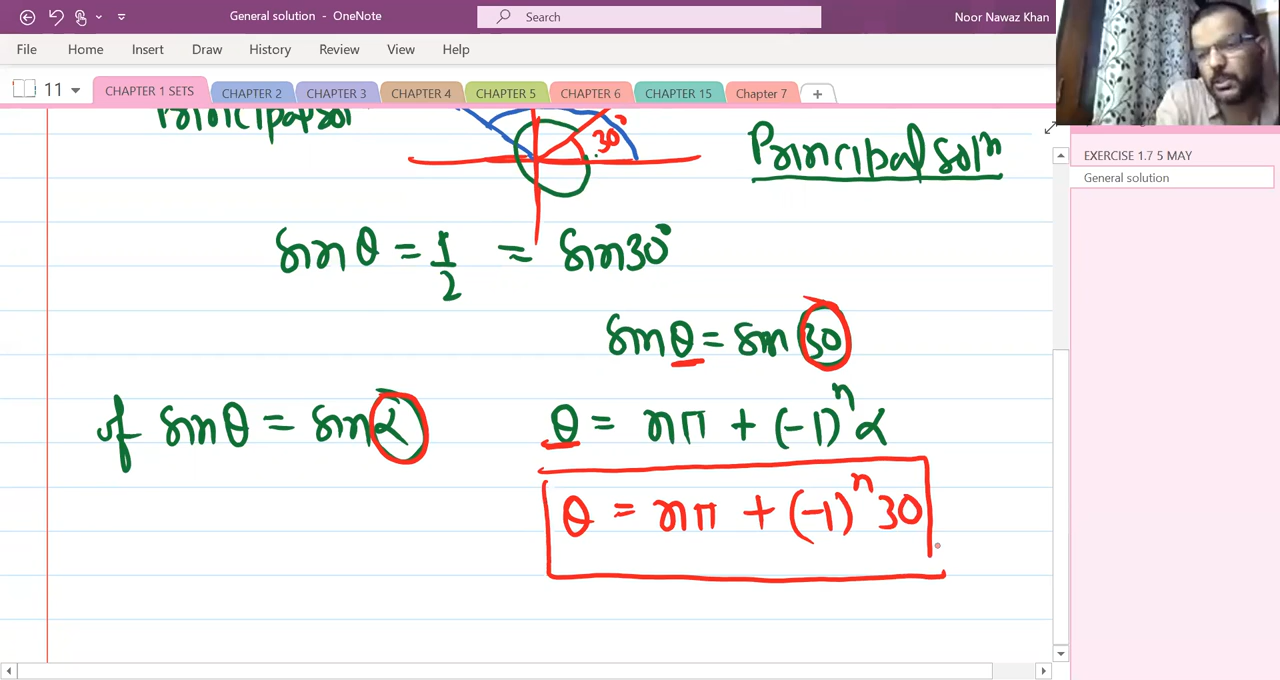 General solution - OneNote
Search
Noor Nawaz Khan
File Home Insert Draw History Review View Help
11 CHAPTER 1 SETS CHAPTER 2 CHAPTER 3 CHAPTER 4 CHAPTER 5 CHAPTER 6 CHAPTER 15 Chapter 7 +
EXERCISE 1.7 5 MAY
General solution
Principal sol
30°
Principal solⁿ
sin θ = 1/2 = sin 30°
sin θ = sin 30
if sin θ = sin α
θ = nπ + (-1)ⁿ α
θ = nπ + (-1)ⁿ 30